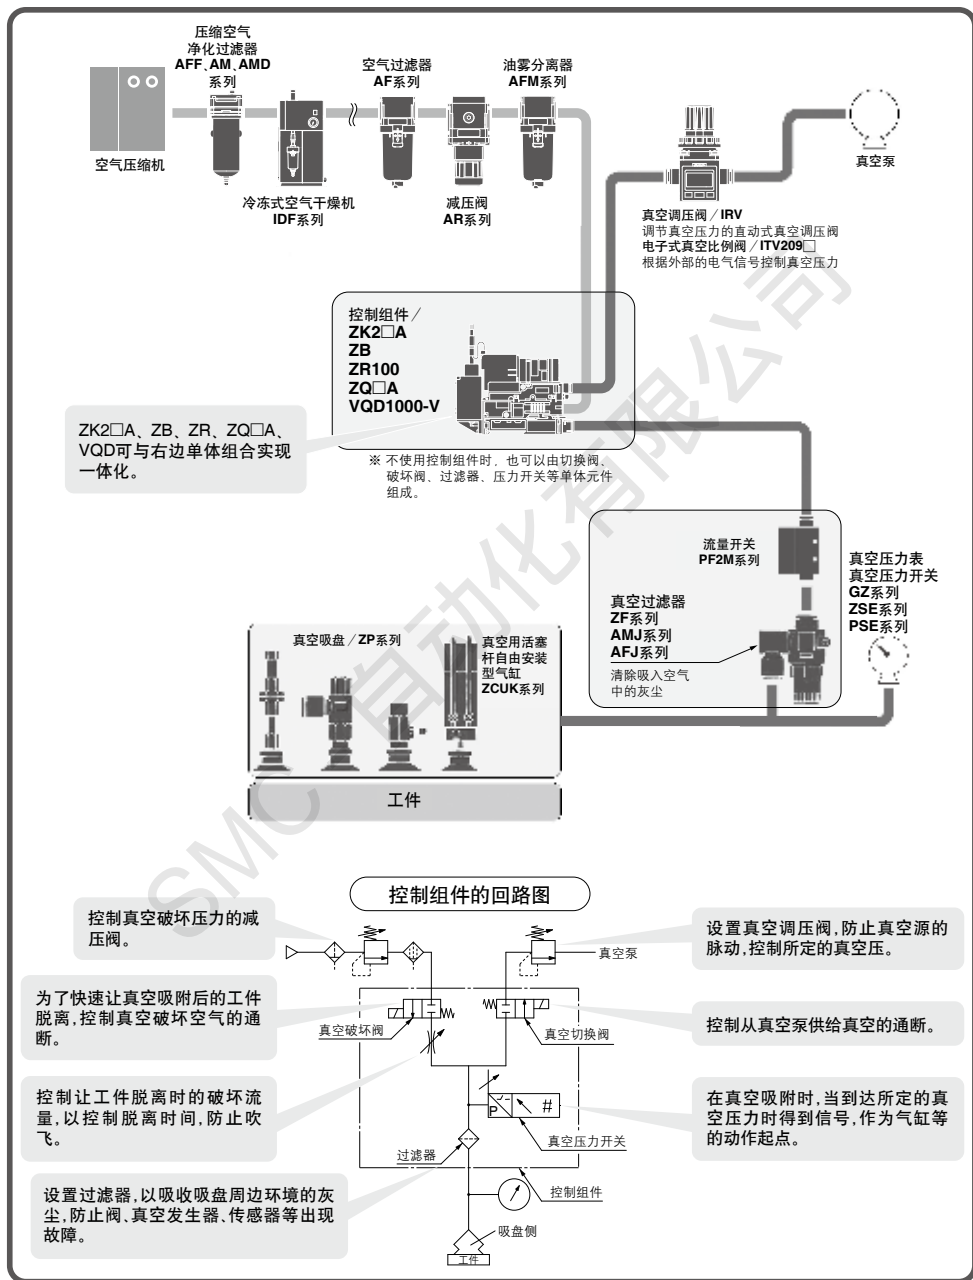 压缩空气
净化过滤器
AFF、AM、AMD
系列
空气过滤器
AF系列
油雾分离器
AFM系列
空气压缩机
冷冻式空气干燥机
IDF系列
减压阀
AR系列
真空泵
真空调压阀／IRV
调节真空压力的直动式真空调压阀
电子式真空比例阀／ITV209□
根据外部的电气信号控制真空压力
控制组件／
ZK2□A
ZB
ZR100
ZQ□A
VQD1000-V
ZK2□A、ZB、ZR、ZQ□A、
VQD可与右边单体组合实现
一体化。
※ 不使用控制组件时，也可以由切换阀、
破坏阀、过滤器、压力开关等单体元件
组成。
流量开关
PF2M系列
真空压力表
真空压力开关
GZ系列
ZSE系列
PSE系列
真空过滤器
ZF系列
AMJ系列
AFJ系列
清除吸入空气
中的灰尘
真空吸盘／ZP系列
真空用活塞
杆自由安装
型气缸
ZCUK系列
工件
SMC 自动化有限公司
控制组件的回路图
控制真空破坏压力的减
压阀。
设置真空调压阀,防止真空源的
脉动,控制所定的真空压。
真空泵
为了快速让真空吸附后的工件
脱离,控制真空破坏空气的通
断。
真空破坏阀
真空切换阀
控制从真空泵供给真空的通断。
控制让工件脱离时的破坏流
量,以控制脱离时间,防止吹
飞。
P
#
在真空吸附时,当到达所定的真
空压力时得到信号,作为气缸等
的动作起点。
真空压力开关
过滤器
设置过滤器,以吸收吸盘周边环境的灰
尘,防止阀、真空发生器、传感器等出现
故障。
控制组件
吸盘侧
工件